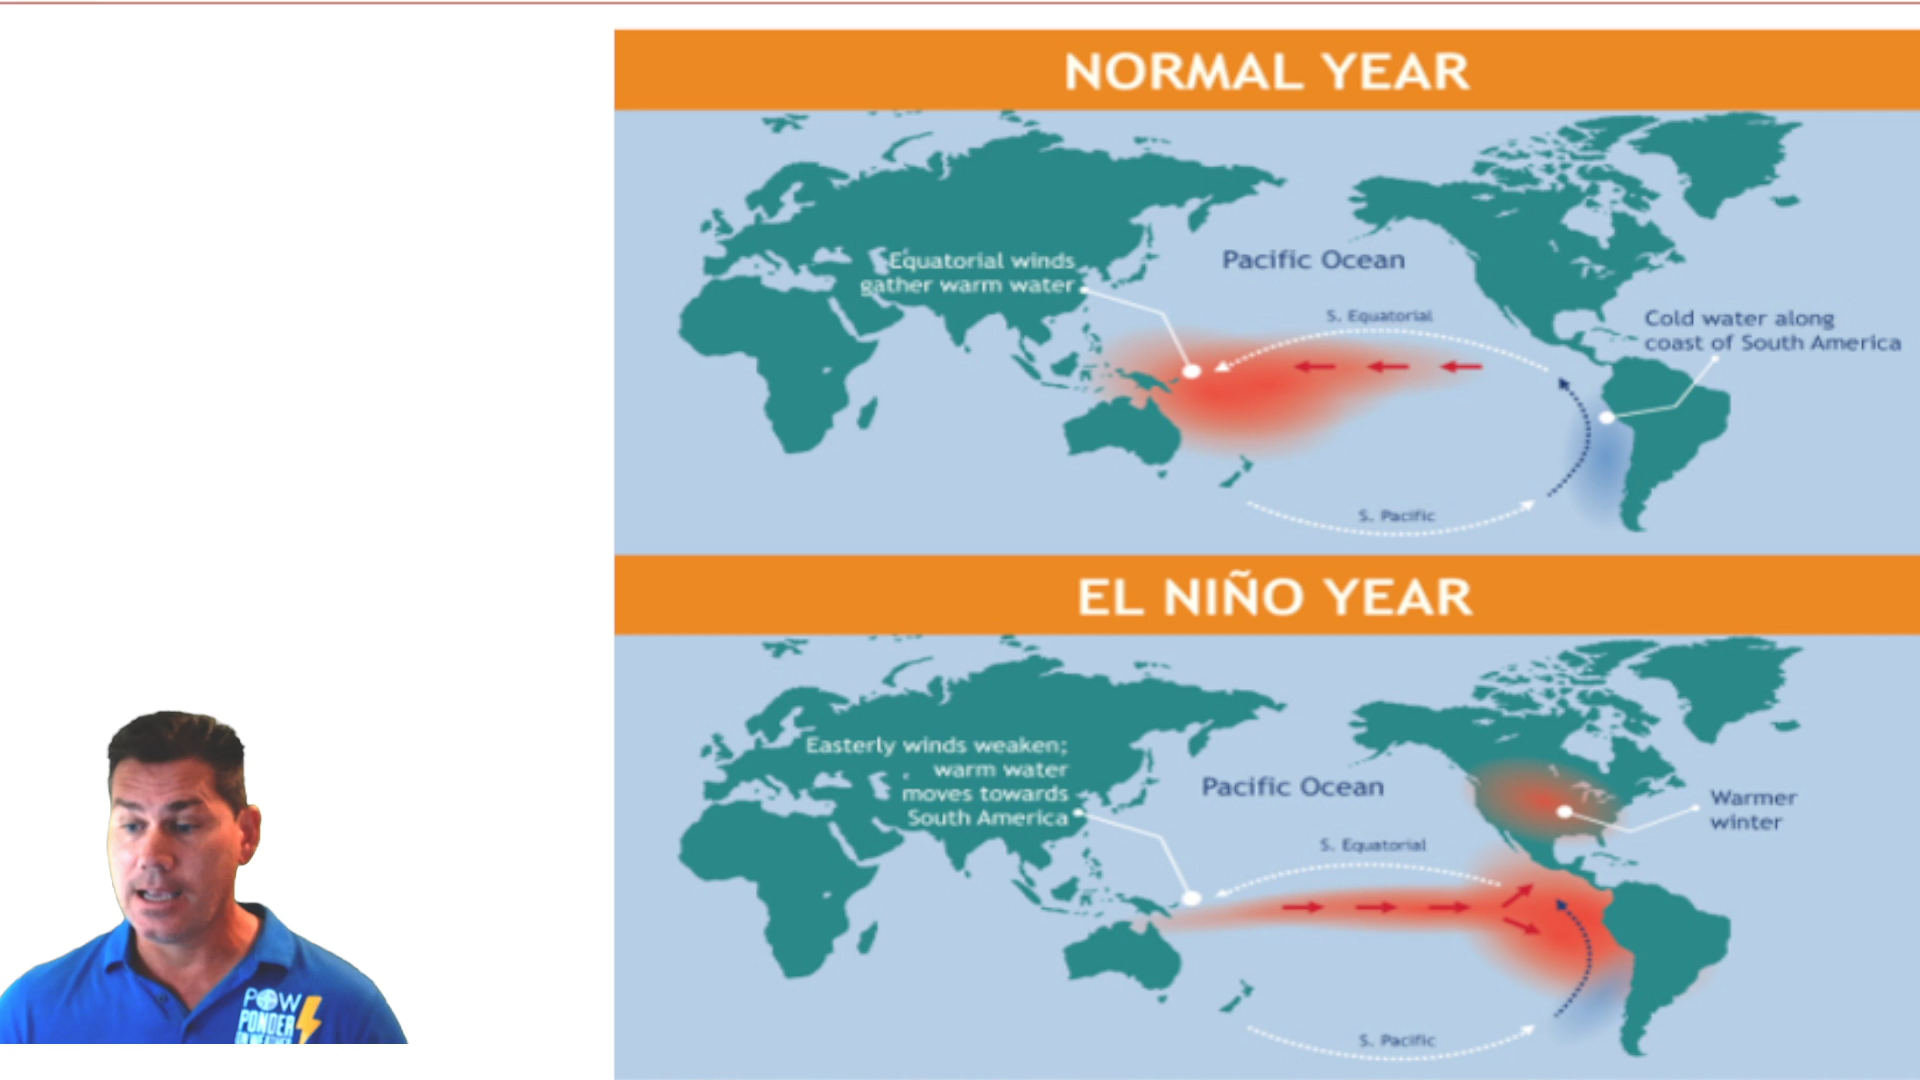 NORMAL YEAR
Equatorial winds
gather warm water
Pacific Ocean
S. Equatorial
Cold water along
coast of South America
S. Pacific
EL NIÑO YEAR
Easterly winds weaken;
warm water
moves towards
South America
Pacific Ocean
S. Equatorial
Warmer
winter
S. Pacific
POW
PONDER